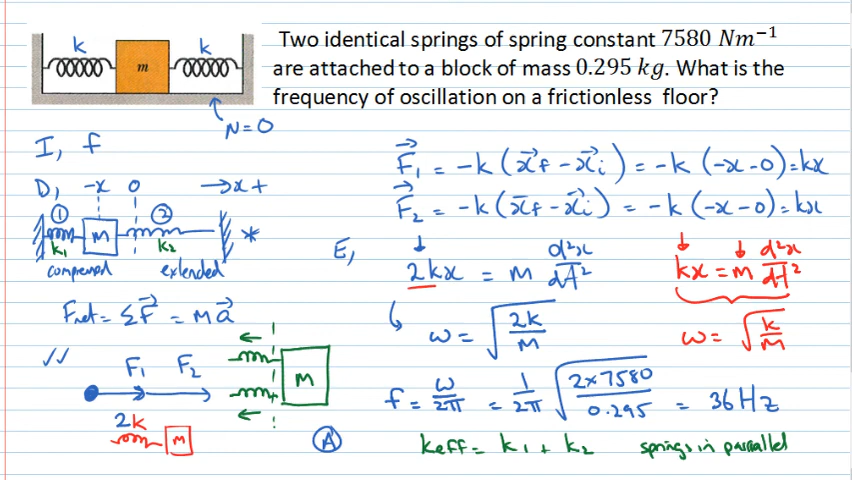 k k
m
Two identical springs of spring constant 7580 Nm⁻¹
are attached to a block of mass 0.295 kg. What is the
frequency of oscillation on a frictionless floor?
N=0
I, f
D, -x 0 →x+
① ②
M *
k₁ k₂
compressed extended
Fnet = ΣF⃗ = Ma⃗
✓✓
F₁ F₂
2k
M
M
Ⓐ
F⃗₁ = -k (x⃗f - x⃗i) = -k (-x-0) = kx
F⃗₂ = -k (x⃗f - x⃗i) = -k (-x-0) = kx
E, 2kx = M d²x/dt² kx = m d²x/dt²
ω = √(2k/M) ω = √(k/M)
f = ω/2π = 1/2π √(2×7580/0.295) = 36 Hz
keff = k₁ + k₂ springs in parallel